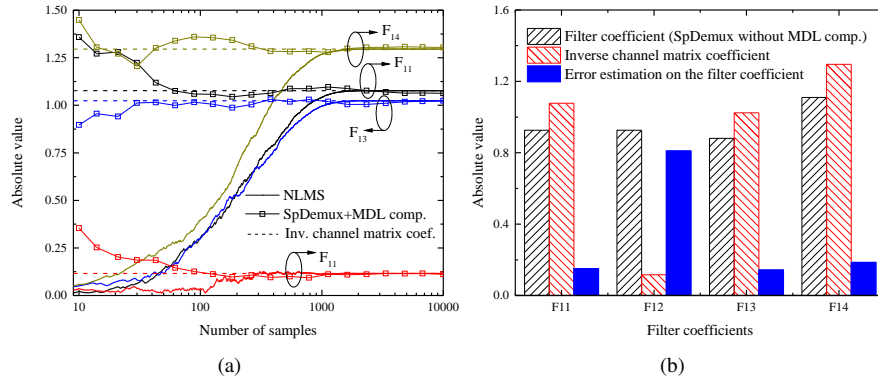 1.50
1.25
1.00
0.75
0.50
0.25
0.00
Absolute value
10
100
1000
10000
Number of samples
F14
F11
F13
NLMS
SpDemux+MDL comp.
Inv. channel matrix coef.
F11
(a)
1.6
1.2
0.8
0.4
0.0
Absolute value
Filter coefficient (SpDemux without MDL comp.)
Inverse channel matrix coefficient
Error estimation on the filter coefficient
F11
F12
F13
F14
Filter coefficients
(b)